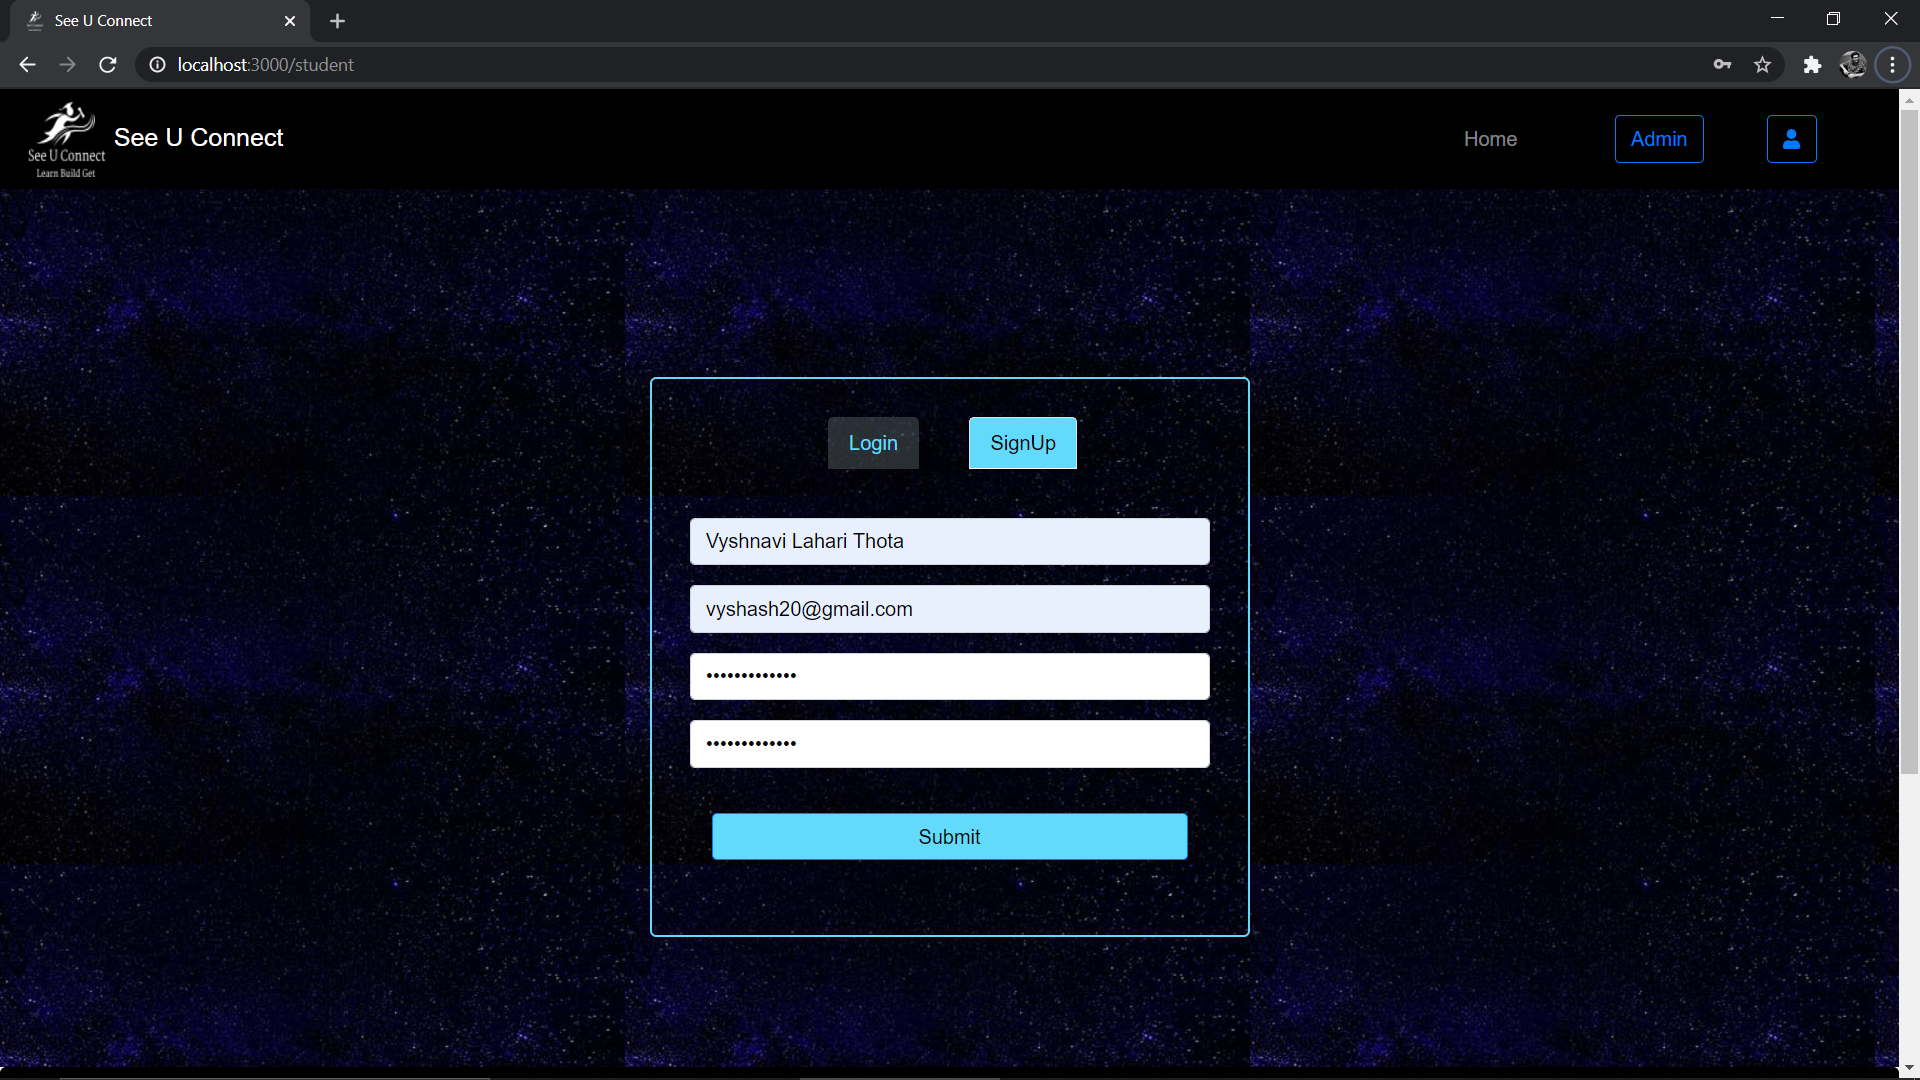 See U Connect
localhost:3000/student
See U Connect
Learn Build Get
See U Connect
Home
Admin
Login
SignUp
Vyshnavi Lahari Thota
vyshash20@gmail.com
•••••••••••••
•••••••••••••
Submit